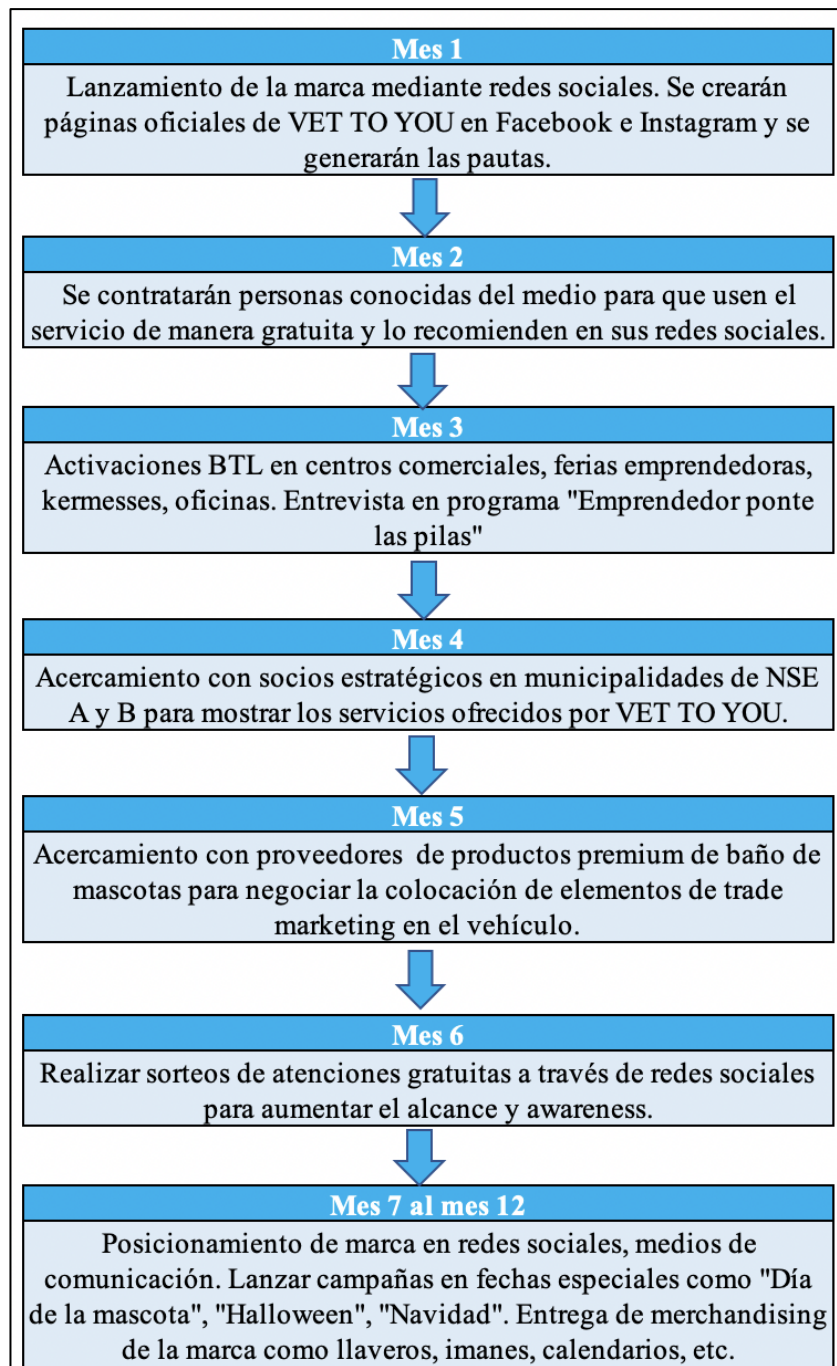 Mes 1
Lanzamiento de la marca mediante redes sociales. Se crearán
páginas oficiales de VET TO YOU en Facebook e Instagram y se
generarán las pautas.
Mes 2
Se contratarán personas conocidas del medio para que usen el
servicio de manera gratuita y lo recomienden en sus redes sociales.
Mes 3
Activaciones BTL en centros comerciales, ferias emprendedoras,
kermesses, oficinas. Entrevista en programa "Emprendedor ponte
las pilas"
Mes 4
Acercamiento con socios estratégicos en municipalidades de NSE
A y B para mostrar los servicios ofrecidos por VET TO YOU.
Mes 5
Acercamiento con proveedores de productos premium de baño de
mascotas para negociar la colocación de elementos de trade
marketing en el vehículo.
Mes 6
Realizar sorteos de atenciones gratuitas a través de redes sociales
para aumentar el alcance y awareness.
Mes 7 al mes 12
Posicionamiento de marca en redes sociales, medios de
comunicación. Lanzar campañas en fechas especiales como "Día
de la mascota", "Halloween", "Navidad". Entrega de merchandising
de la marca como llaveros, imanes, calendarios, etc.